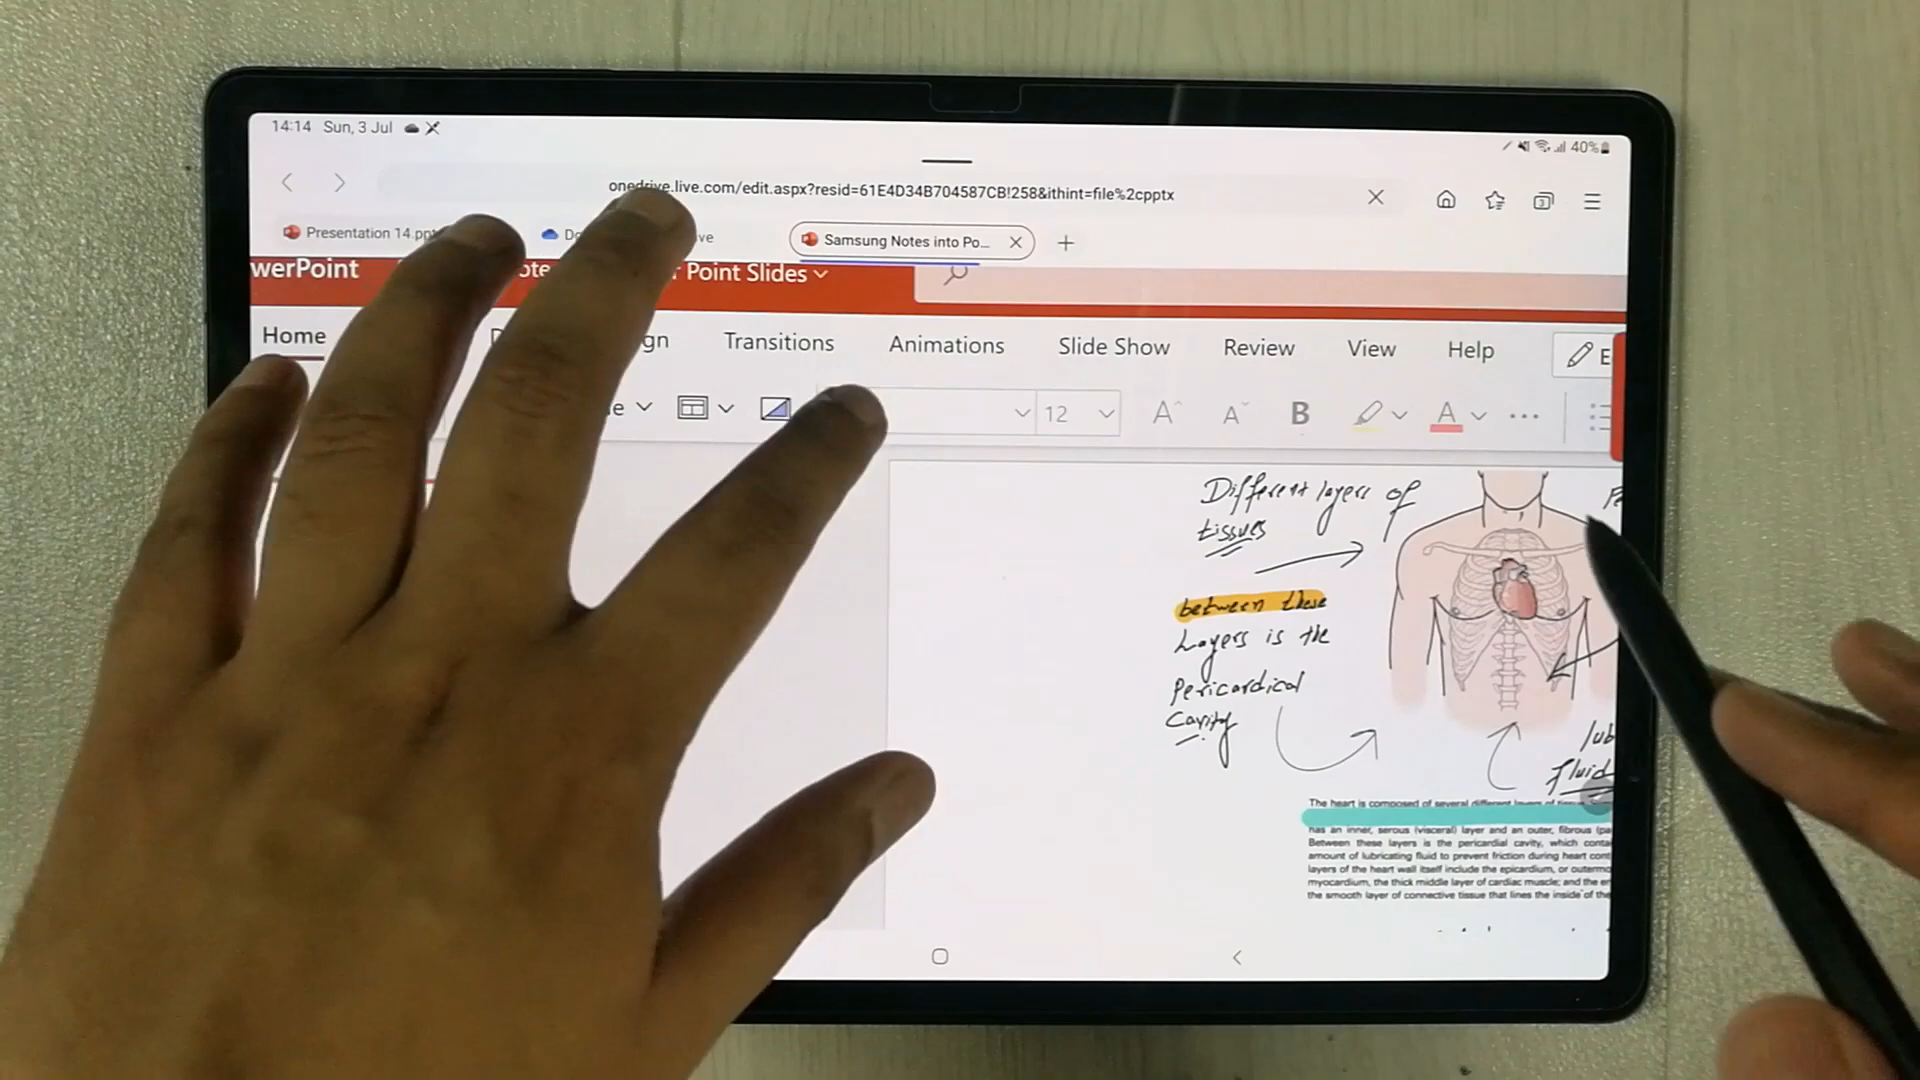 14:14 Sun, 3 Jul
40%
onedrive.live.com/edit.aspx?resid=61E4D34B704587CB!258&ithint=file%2cpptx
Presentation 14.ppt
Samsung Notes into Po...
3
werPoint
Point Slides
Home
Transitions
Animations
Slide Show
Review
View
Help
12
A
A
B
A
Different layers of
tissues
between these
Layers is the
Pericardical
Cavity
lub
fluid
The heart is composed of several different layers of
has an inner, serous (visceral) layer and an outer, fibrous (pa
Between these layers is the pericardial cavity, which conta
amount of lubricating fluid to prevent friction during heart cont
layers of the heart wall itself include the epicardium, or outermo
myocardium, the thick middle layer of cardiac muscle; and the en
the smooth layer of connective tissue that lines the inside of the